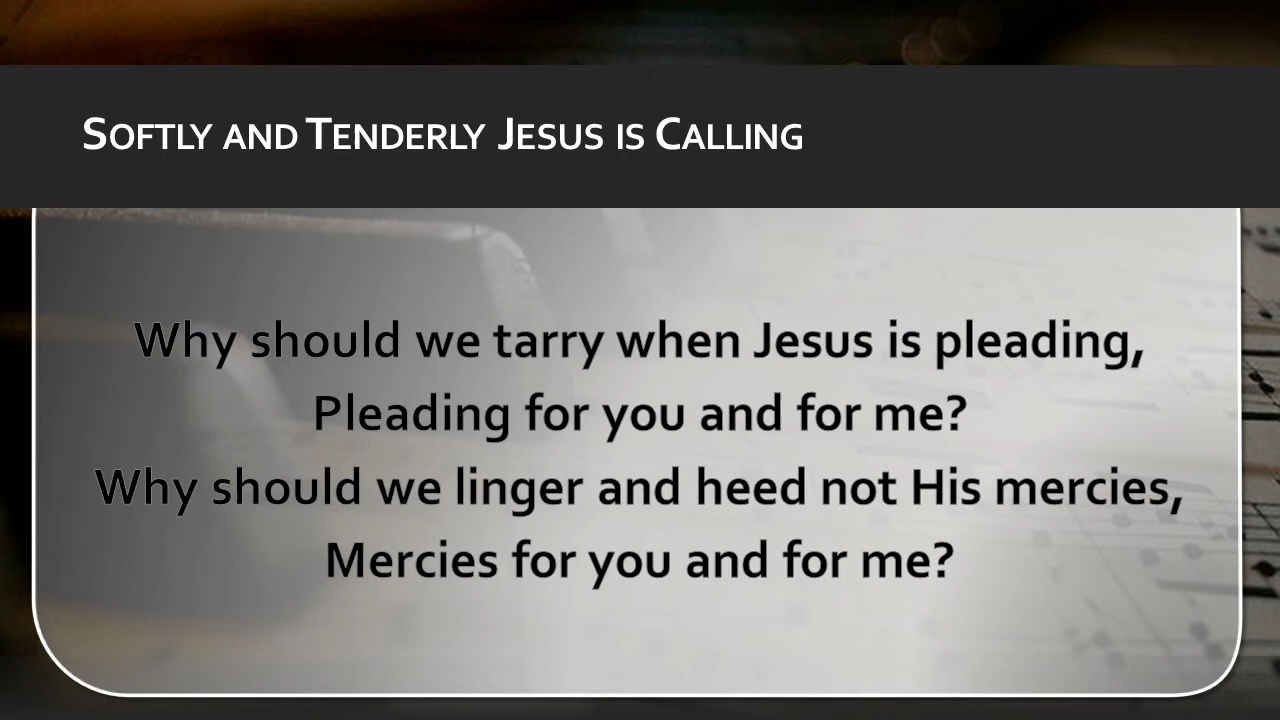 Softly and Tenderly Jesus is Calling
Why should we tarry when Jesus is pleading,
Pleading for you and for me?
Why should we linger and heed not His mercies,
Mercies for you and for me?